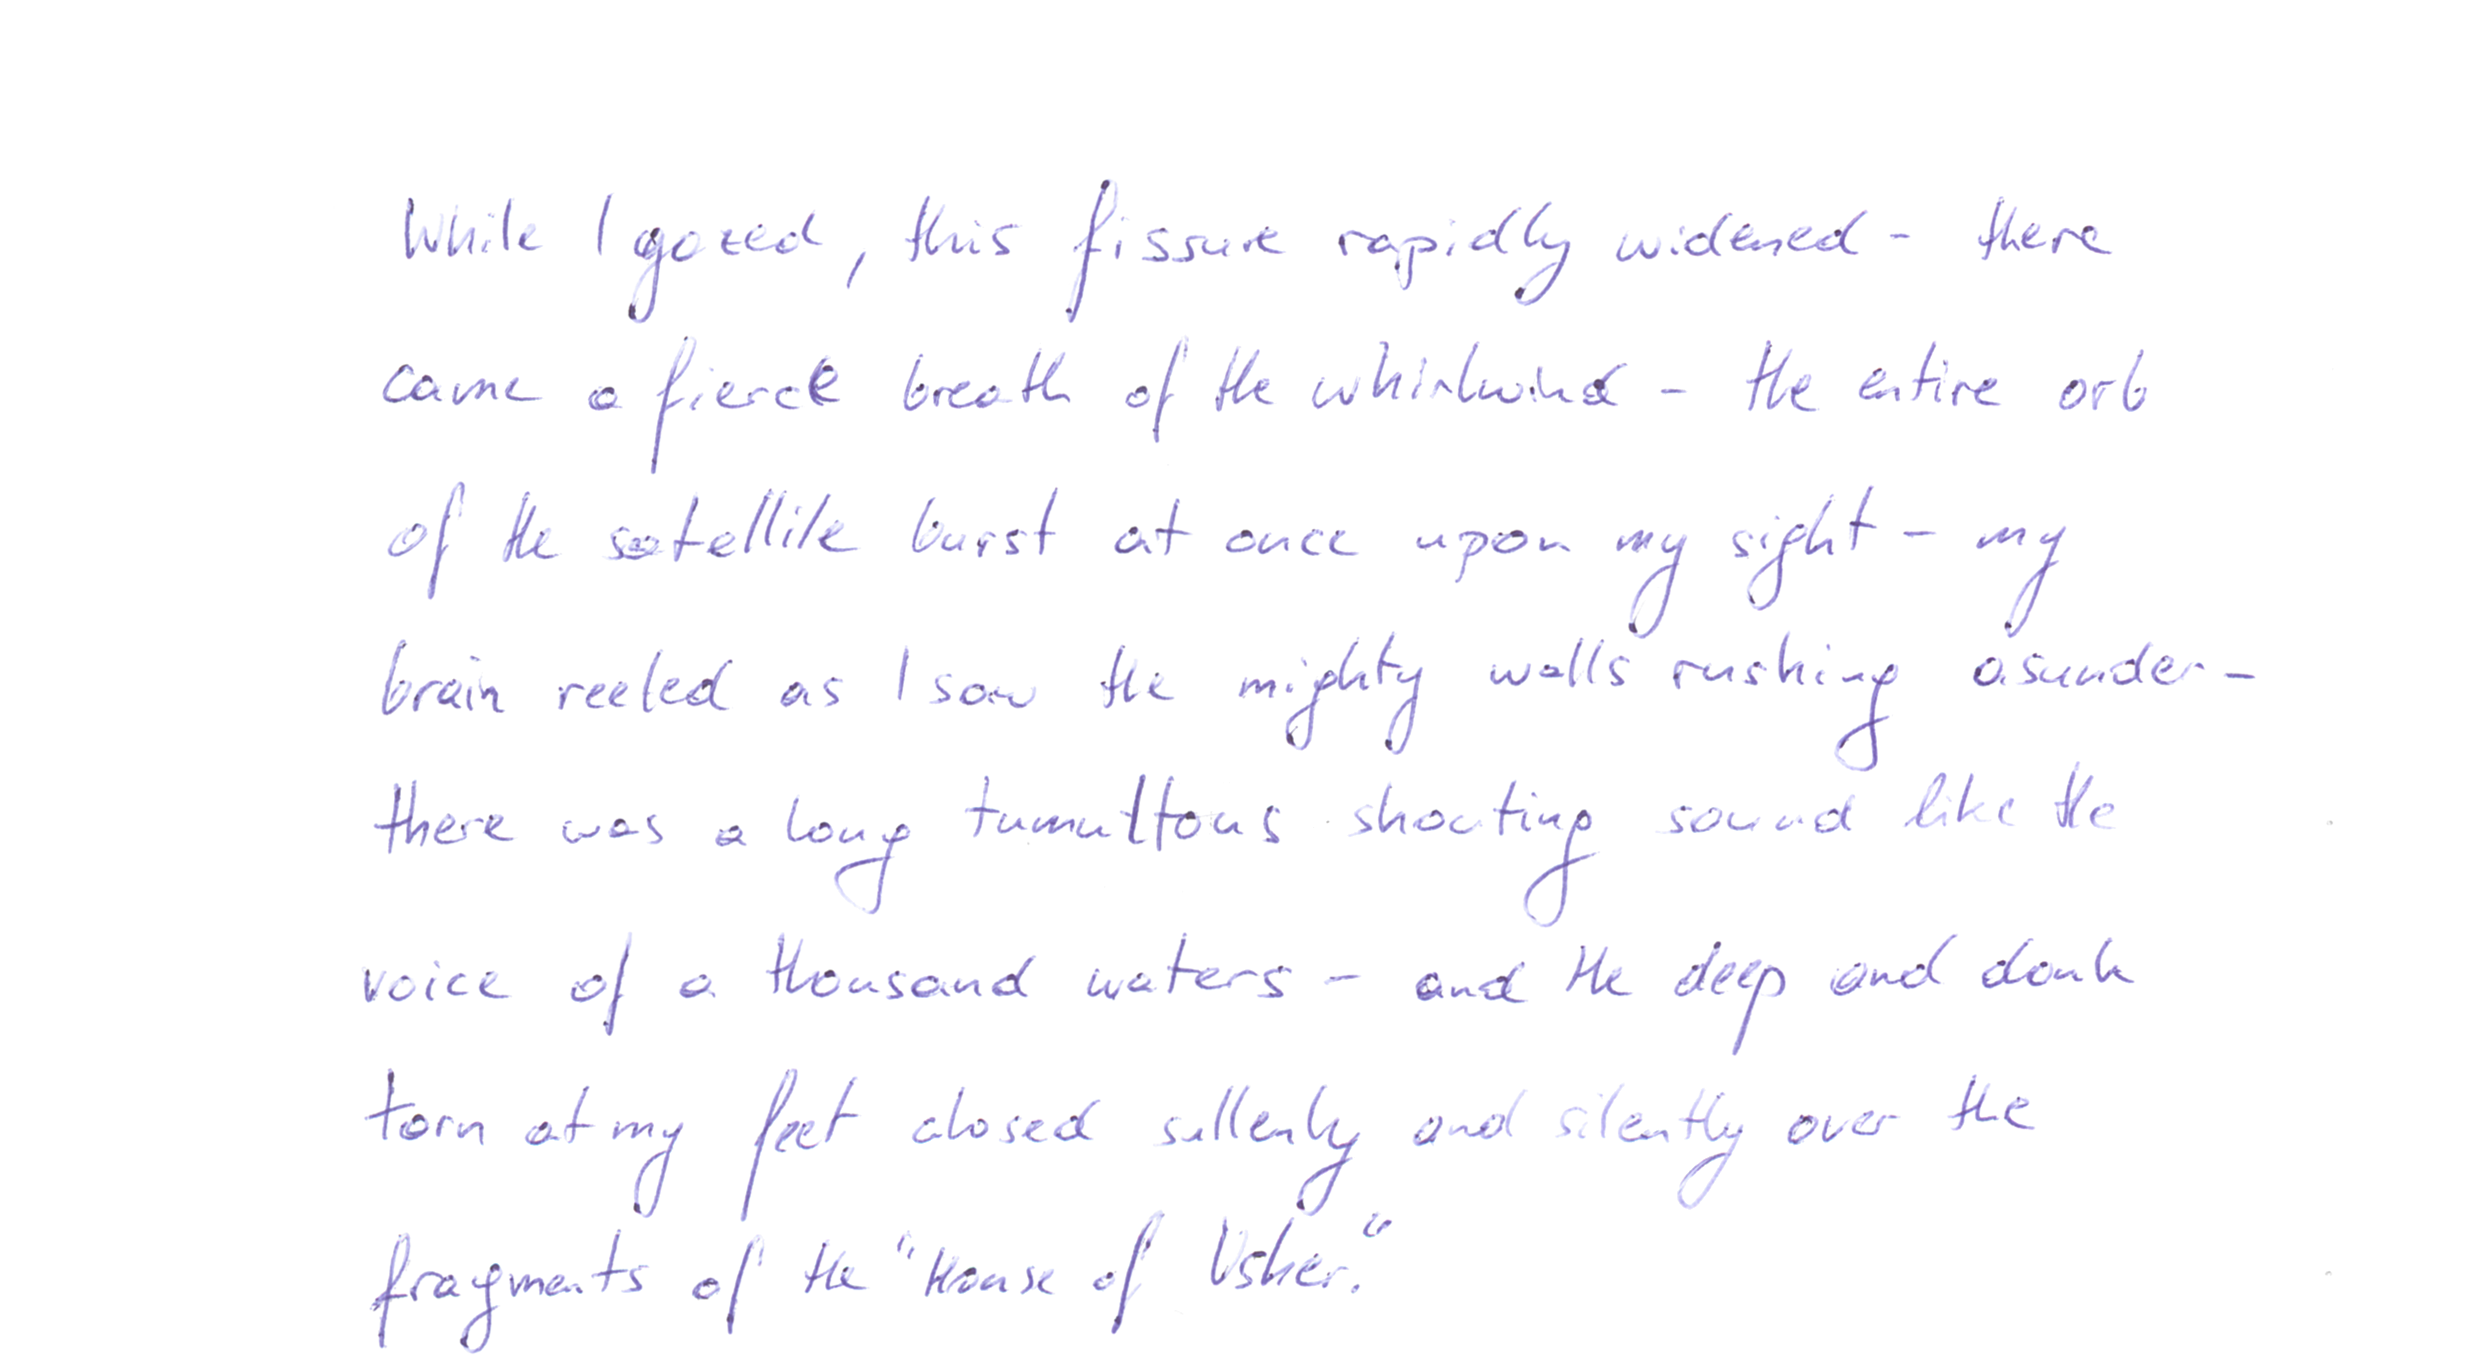 While I gazed, this fissure rapidly widened - there
came a fierce breath of the whirlwind - the entire orb
of the satellite burst at once upon my sight - my
brain reeled as I saw the mighty walls rushing asunder -
there was a long tumultous shouting sound like the
voice of a thousand waters - and the deep and dank
torn at my feet closed sullenly and silently over the
fragments of the "House of Usher."